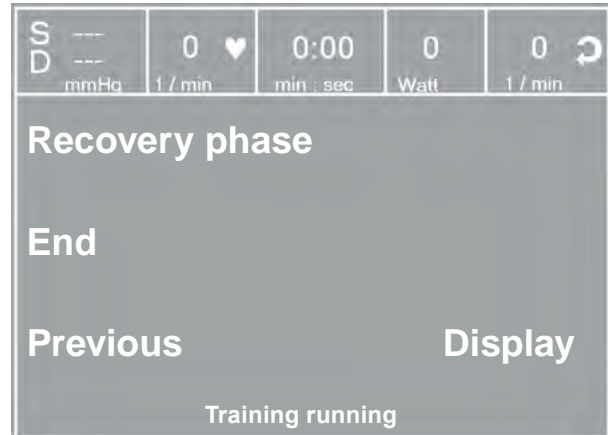 S --- 0 ♥ 0:00 0 0
D --- mmHg 1 / min min : sec Watt 1 / min
Recovery phase
End
Previous Display
Training running